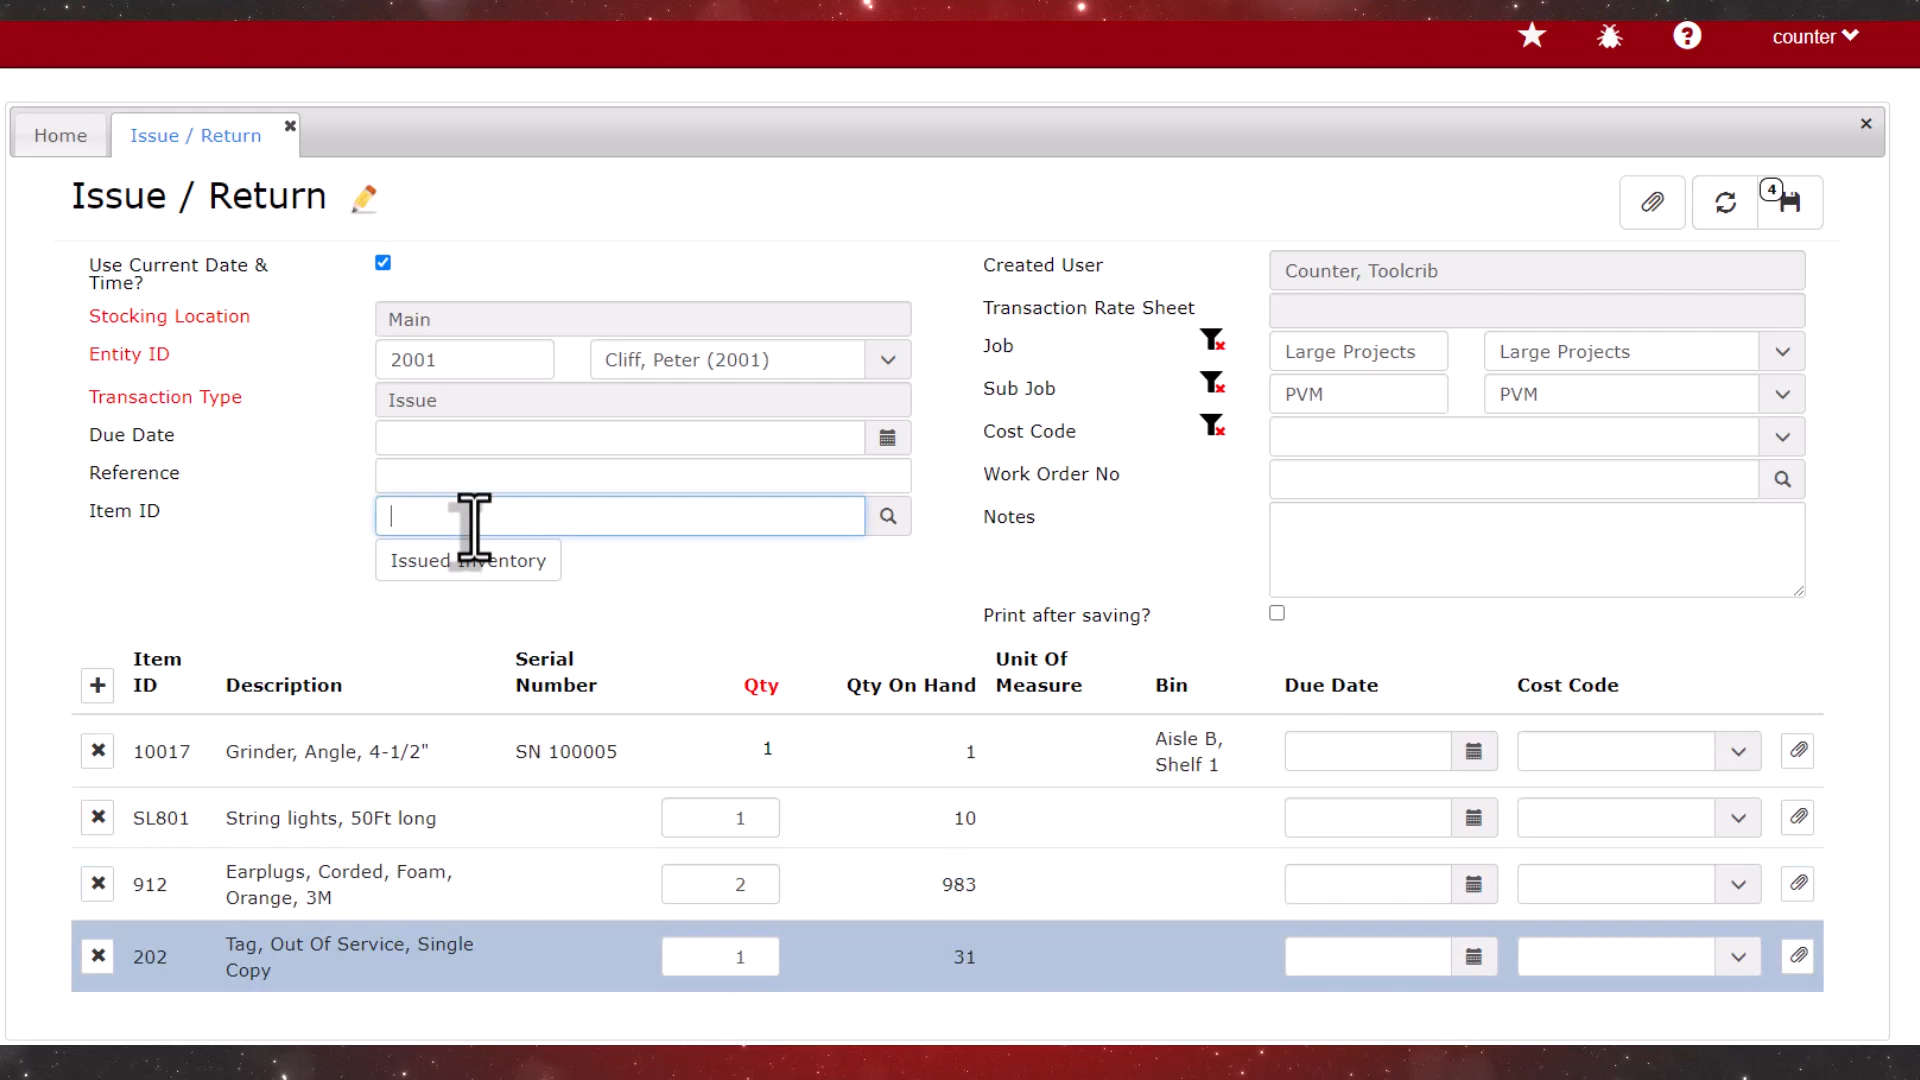 counter
Home
Issue / Return
Issue / Return
4
Use Current Date &
Time?
Stocking Location
Main
Entity ID
2001
Cliff, Peter (2001)
Transaction Type
Issue
Due Date
Reference
Item ID
Issued Inventory
Created User
Counter, Toolcrib
Transaction Rate Sheet
Job
Large Projects
Large Projects
Sub Job
PVM
PVM
Cost Code
Work Order No
Notes
Print after saving?
Item
ID
Description
Serial
Number
Qty
Qty On Hand
Unit Of
Measure
Bin
Due Date
Cost Code
10017
Grinder, Angle, 4-1/2"
SN 100005
1
1
Aisle B,
Shelf 1
SL801
String lights, 50Ft long
1
10
912
Earplugs, Corded, Foam,
Orange, 3M
2
983
202
Tag, Out Of Service, Single
Copy
1
31